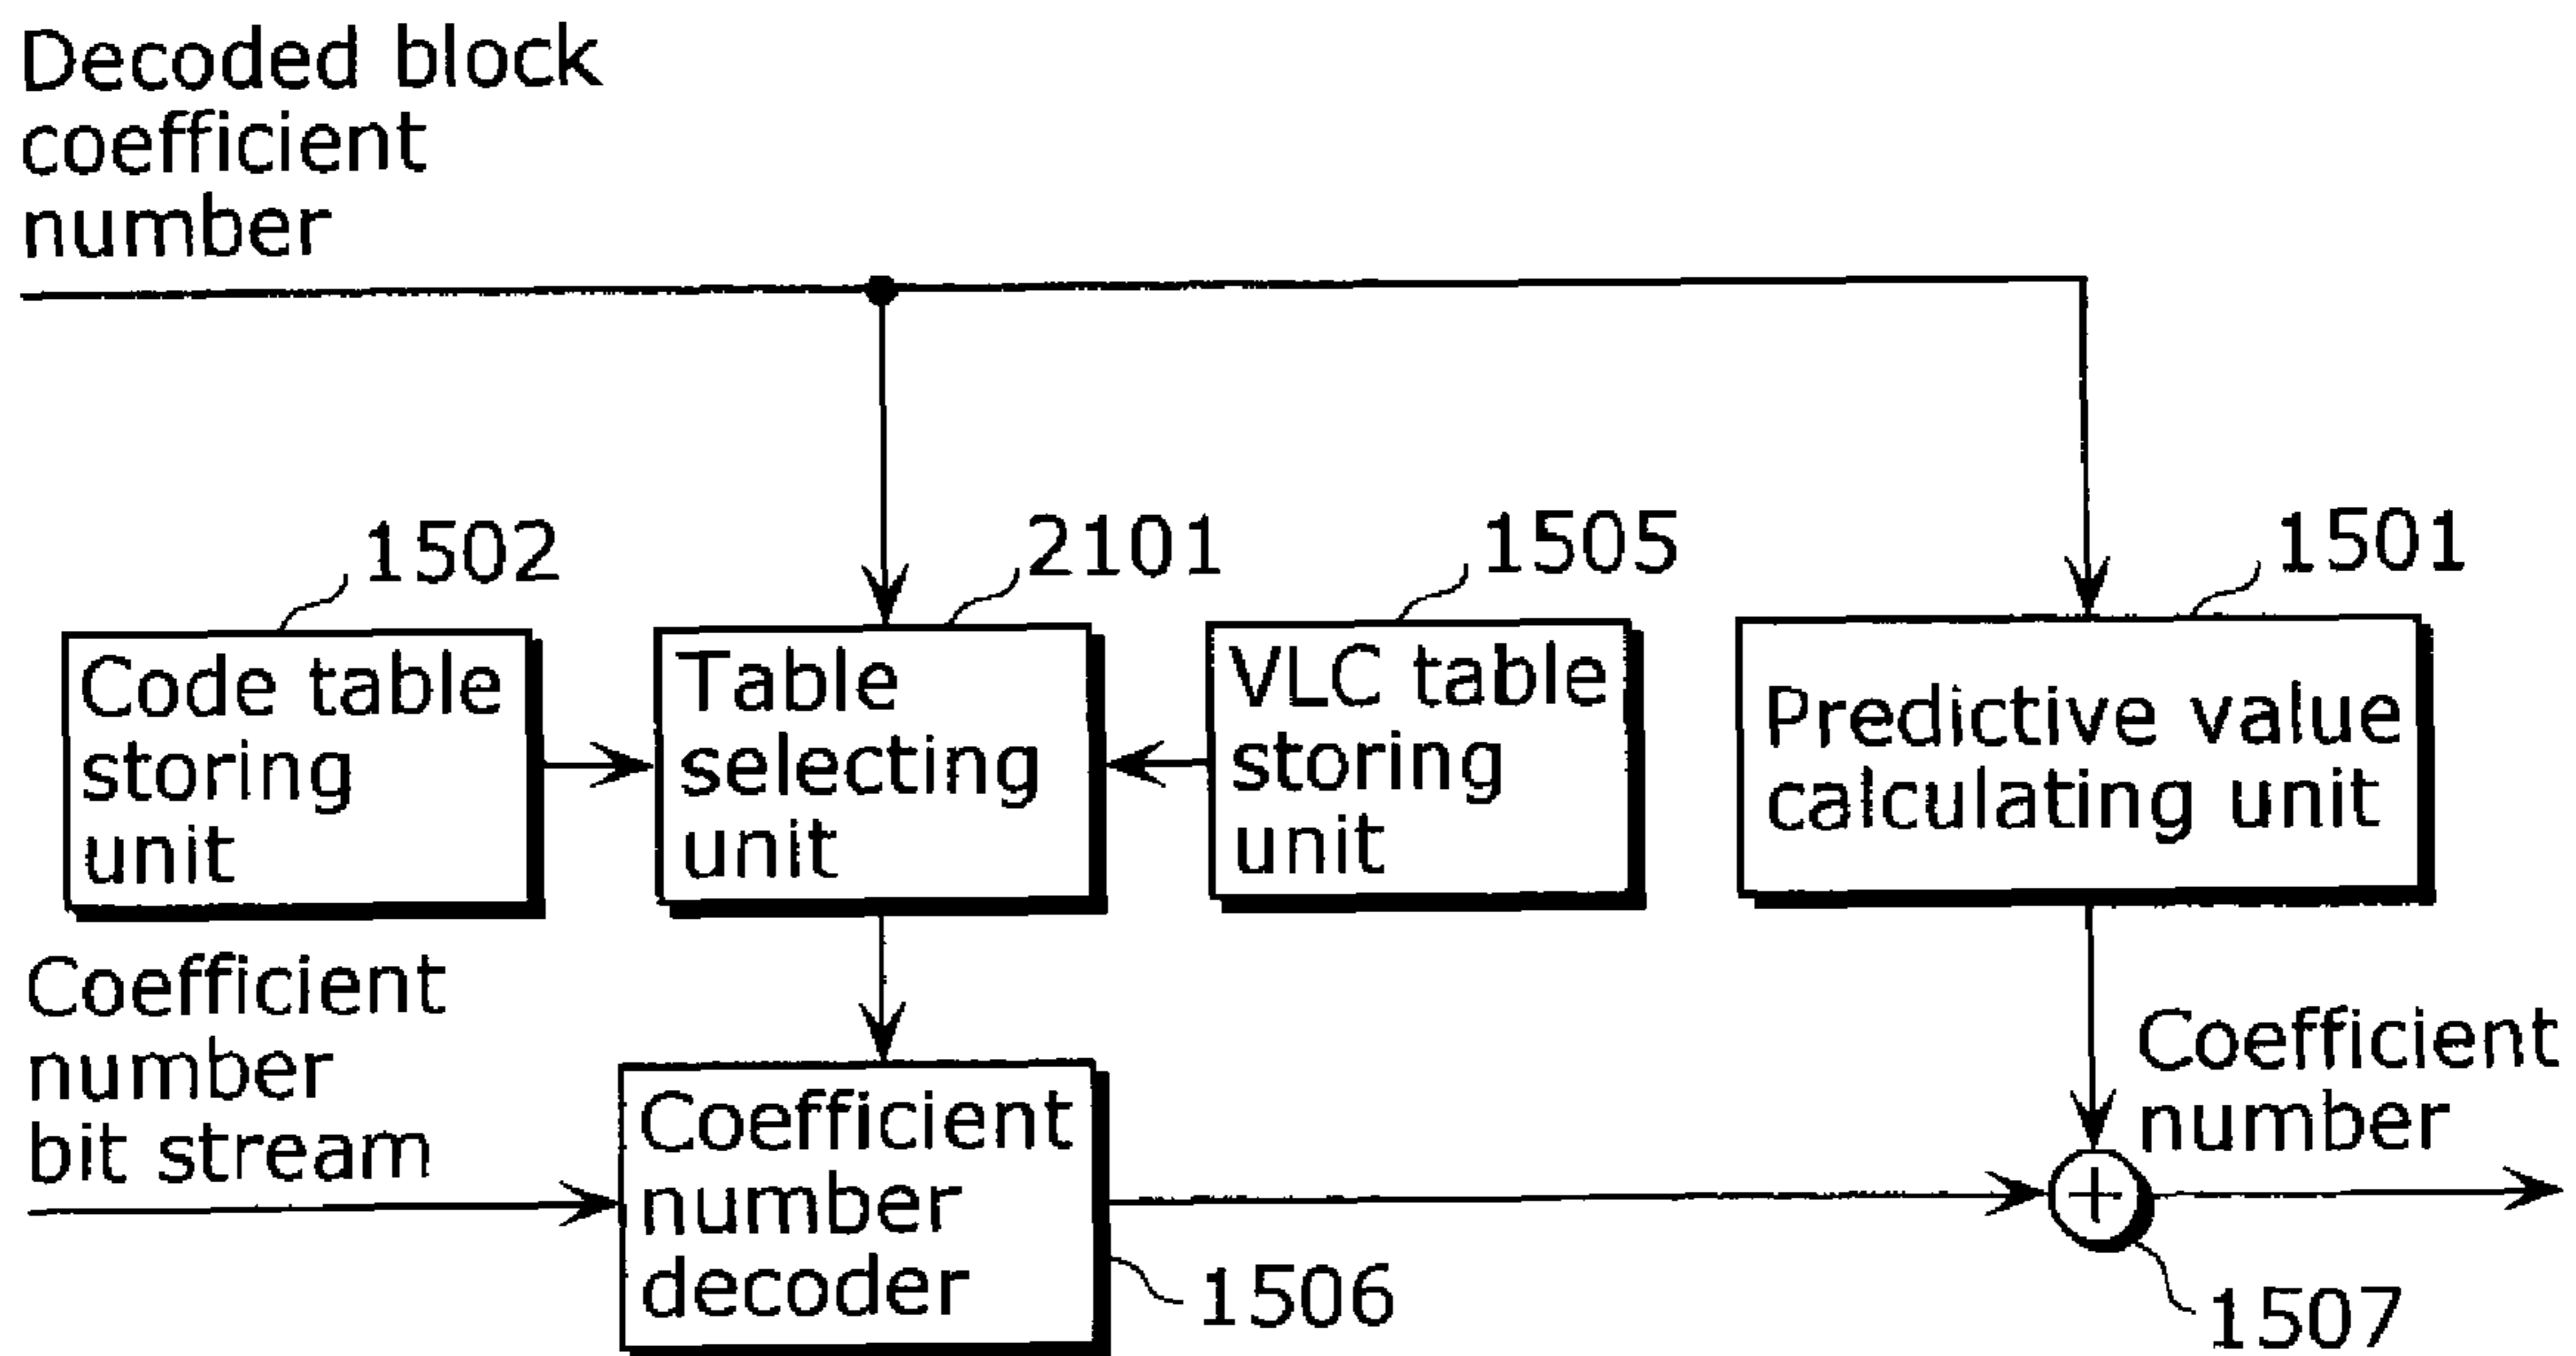 Decoded block
coefficient
number
1502
2101
1505
1501
Code table
storing
unit
Table
selecting
unit
VLC table
storing
unit
Predictive value
calculating unit
Coefficient
number
bit stream
Coefficient
number
decoder
1506
Coefficient
number
1507